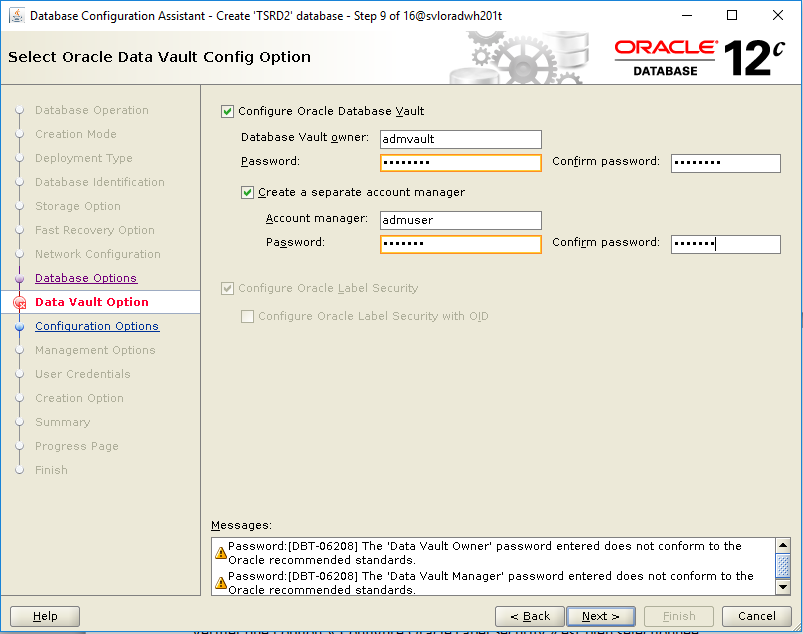 Database Configuration Assistant - Create 'TSRD2' database - Step 9 of 16@svloradwh201t
Select Oracle Data Vault Config Option
ORACLE®
DATABASE
12c
Database Operation
Creation Mode
Deployment Type
Database Identification
Storage Option
Fast Recovery Option
Network Configuration
Database Options
Data Vault Option
Configuration Options
Management Options
User Credentials
Creation Option
Summary
Progress Page
Finish
Configure Oracle Database Vault
Database Vault owner: admvault
Password: •••••••• Confirm password: ••••••••
Create a separate account manager
Account manager: admuser
Password: ••••••• Confirm password: •••••••
Configure Oracle Label Security
Configure Oracle Label Security with OID
Messages:
Password:[DBT-06208] The 'Data Vault Owner' password entered does not conform to the
Oracle recommended standards.
Password:[DBT-06208] The 'Data Vault Manager' password entered does not conform to the
Oracle recommended standards.
Help < Back Next > Finish Cancel